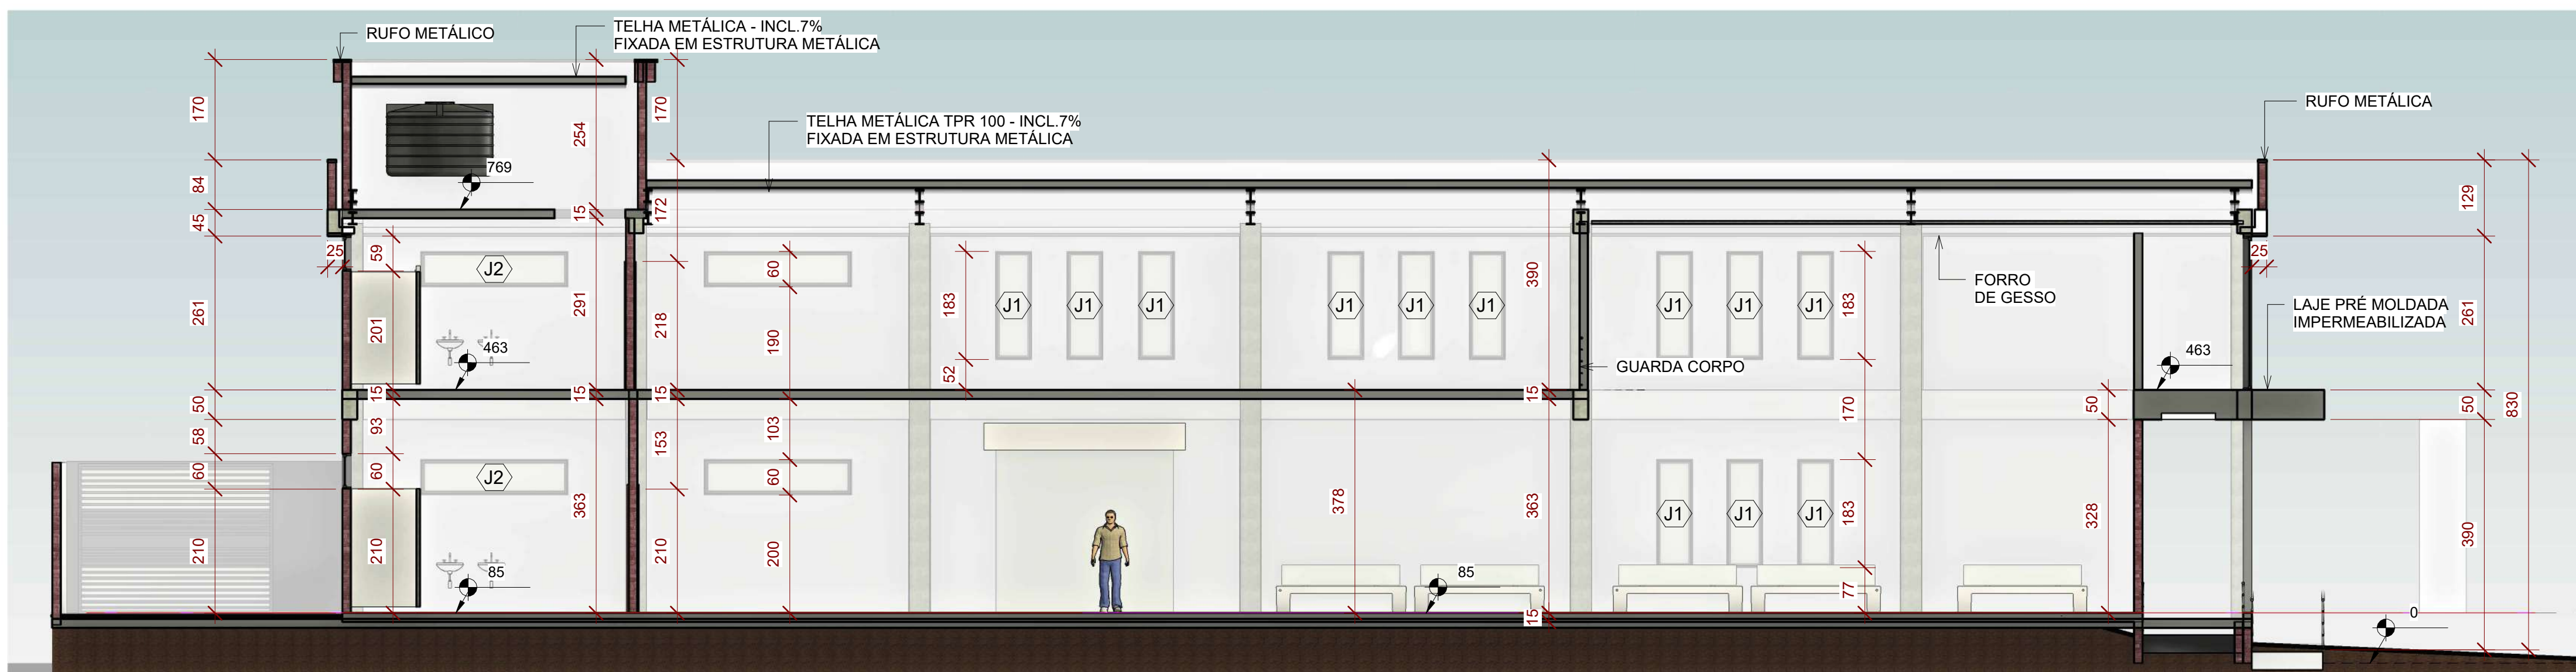 RUFO METÁLICO
TELHA METÁLICA - INCL.7%
FIXADA EM ESTRUTURA METÁLICA
TELHA METÁLICA TPR 100 - INCL.7%
FIXADA EM ESTRUTURA METÁLICA
RUFO METÁLICA
170
84
45
25
261
50
58
60
210
59
201
15
93
60
210
769
J2
463
J2
85
254
15
291
15
363
170
172
218
15
153
210
60
190
103
60
200
183
52
J1
J1
J1
J1
J1
J1
378
390
15
363
15
85
GUARDA CORPO
J1
J1
J1
J1
J1
J1
183
170
183
77
FORRO
DE GESSO
50
328
463
25
LAJE PRÉ MOLDADA
IMPERMEABILIZADA
129
261
50
390
830
0